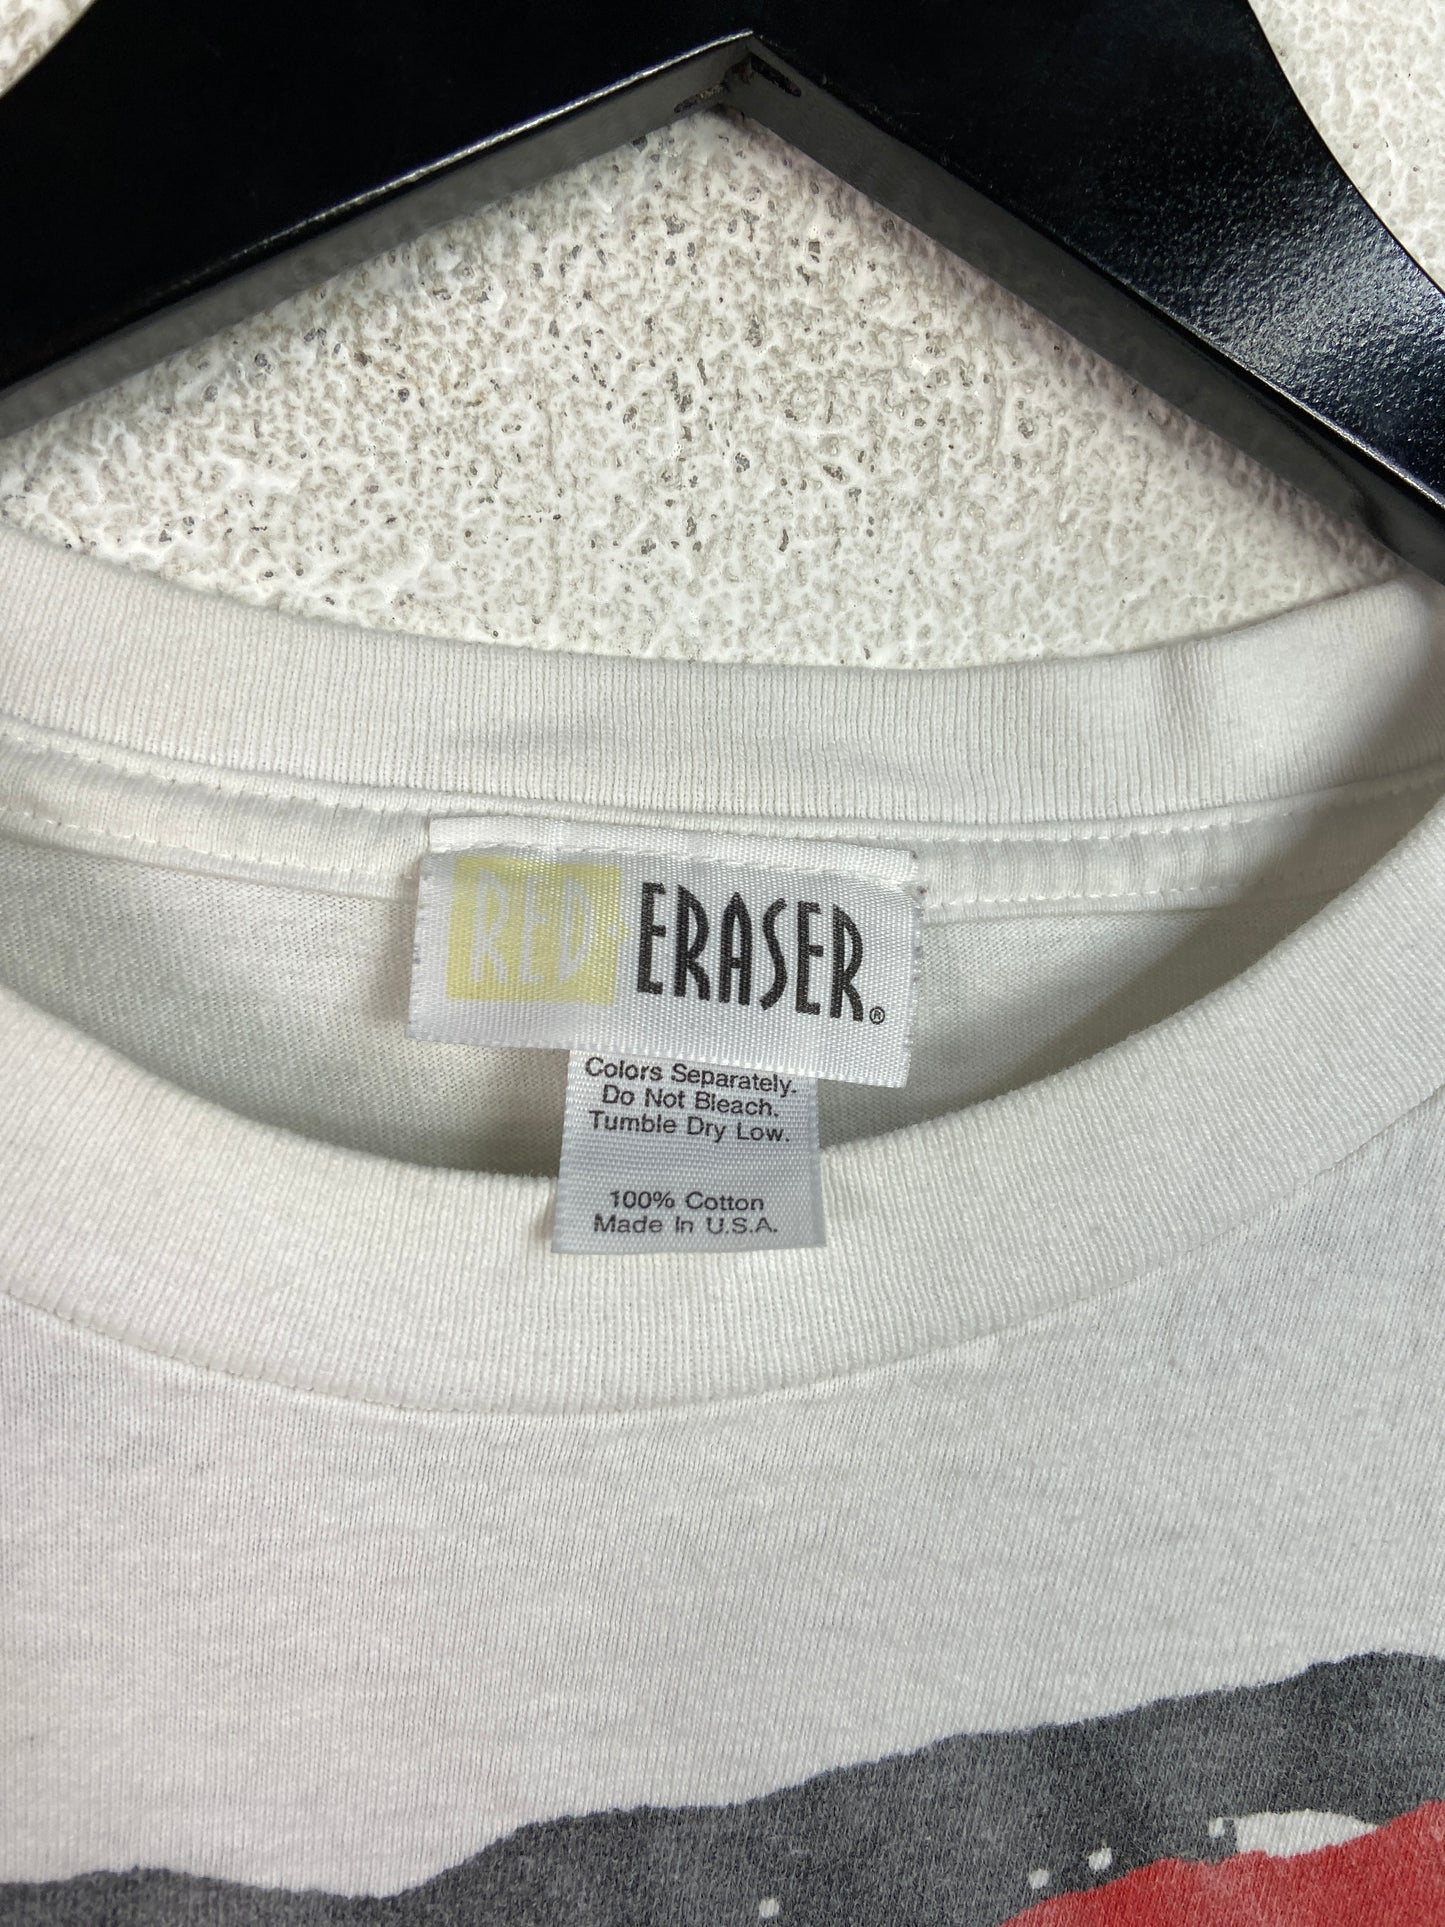 RED ERASER®
Colors Separately.
Do Not Bleach.
Tumble Dry Low.
100% Cotton
Made In U.S.A.